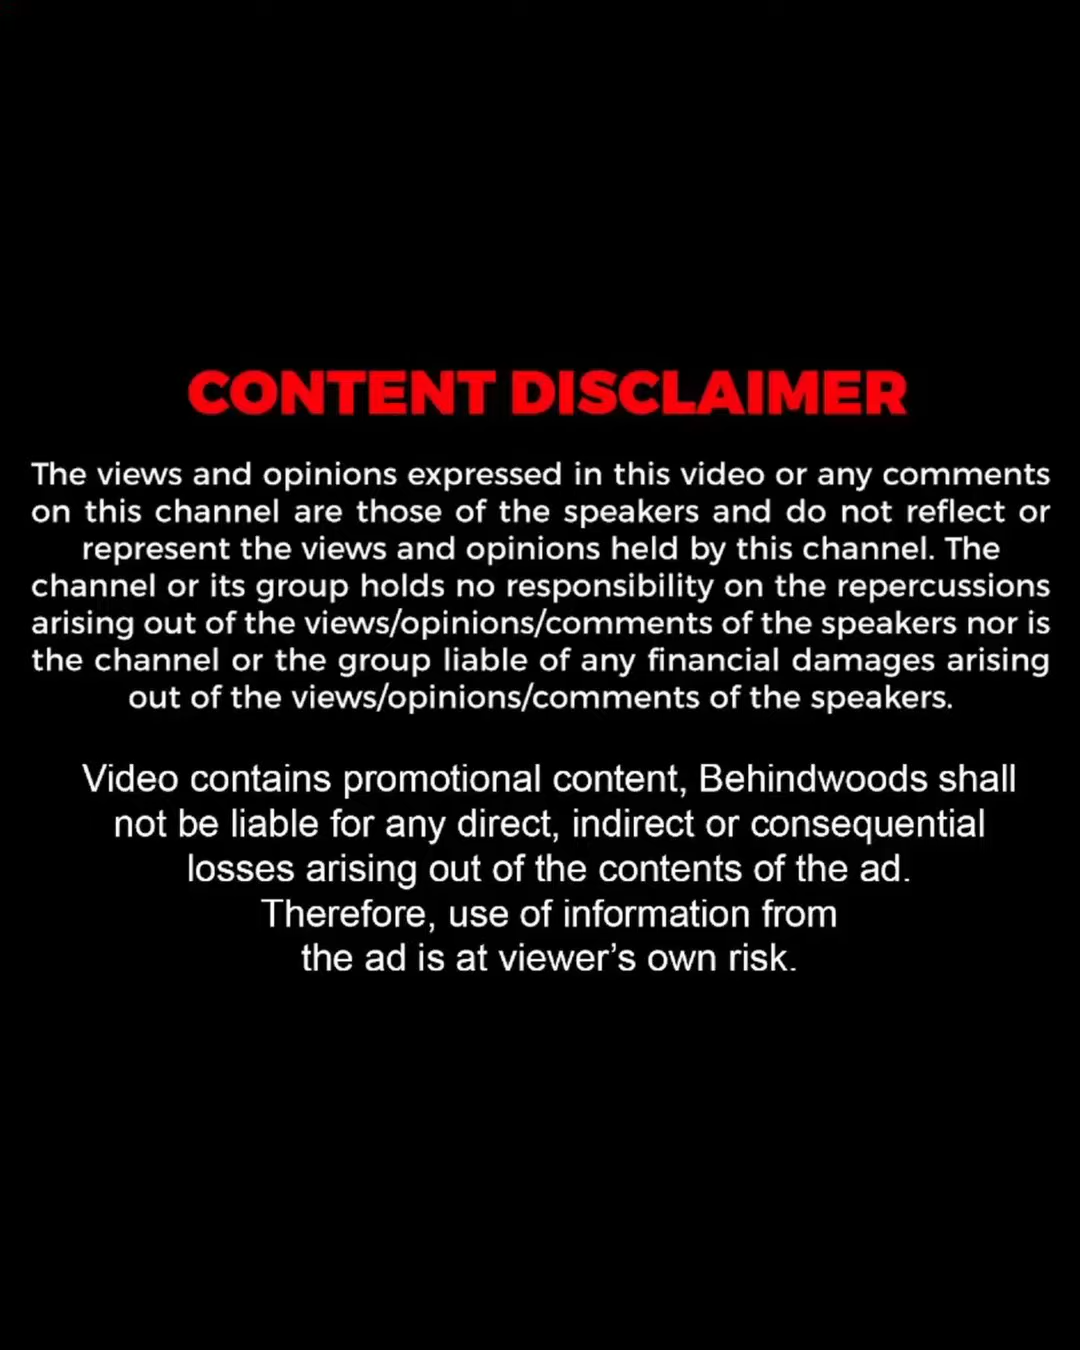 CONTENT DISCLAIMER
The views and opinions expressed in this video or any comments
on this channel are those of the speakers and do not reflect or
represent the views and opinions held by this channel. The
channel or its group holds no responsibility on the repercussions
arising out of the views/opinions/comments of the speakers nor is
the channel or the group liable of any financial damages arising
out of the views/opinions/comments of the speakers.
Video contains promotional content, Behindwoods shall
not be liable for any direct, indirect or consequential
losses arising out of the contents of the ad.
Therefore, use of information from
the ad is at viewer’s own risk.